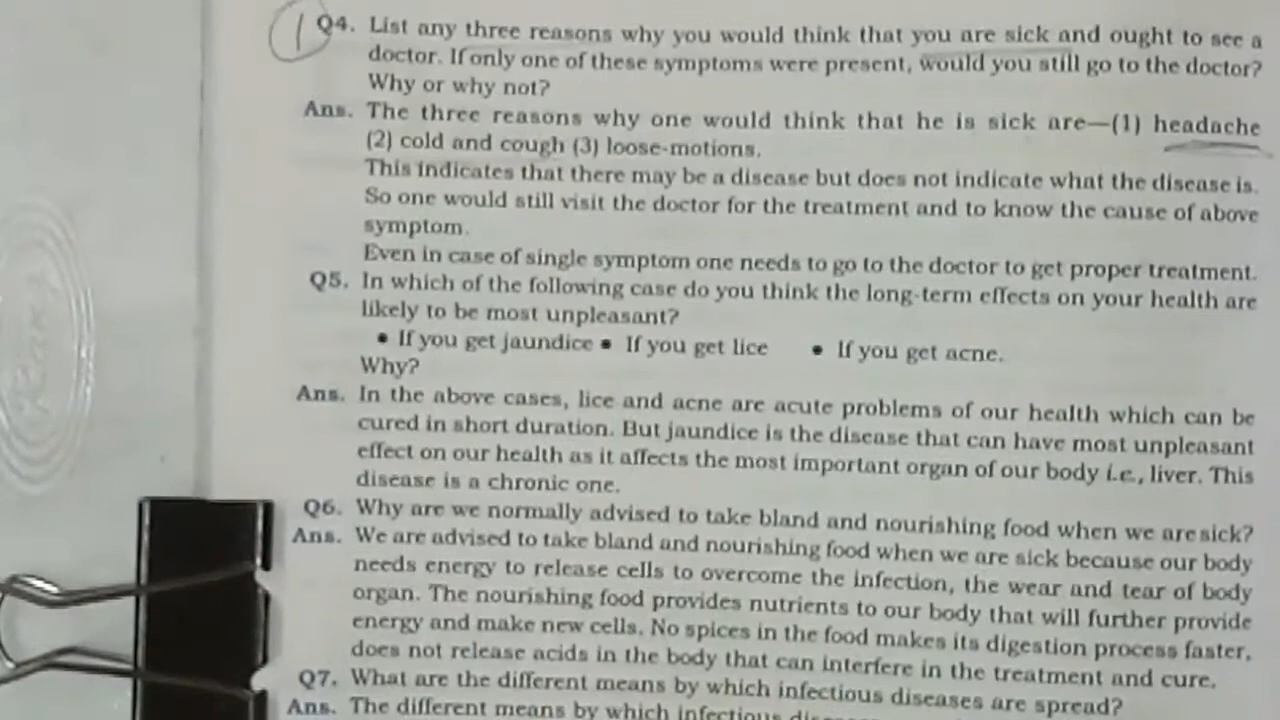 1 Q4. List any three reasons why you would think that you are sick and ought to see a
doctor. If only one of these symptoms were present, would you still go to the doctor?
Why or why not?
Ans. The three reasons why one would think that he is sick are—(1) headache
(2) cold and cough (3) loose-motions.
This indicates that there may be a disease but does not indicate what the disease is.
So one would still visit the doctor for the treatment and to know the cause of above
symptom.
Even in case of single symptom one needs to go to the doctor to get proper treatment.
Q5. In which of the following case do you think the long-term effects on your health are
likely to be most unpleasant?
• If you get jaundice • If you get lice • If you get acne.
Why?
Ans. In the above cases, lice and acne are acute problems of our health which can be
cured in short duration. But jaundice is the disease that can have most unpleasant
effect on our health as it affects the most important organ of our body i.e., liver. This
disease is a chronic one.
Q6. Why are we normally advised to take bland and nourishing food when we are sick?
Ans. We are advised to take bland and nourishing food when we are sick because our body
needs energy to release cells to overcome the infection, the wear and tear of body
organ. The nourishing food provides nutrients to our body that will further provide
energy and make new cells. No spices in the food makes its digestion process faster,
does not release acids in the body that can interfere in the treatment and cure.
Q7. What are the different means by which infectious diseases are spread?
Ans. The different means by which infectious